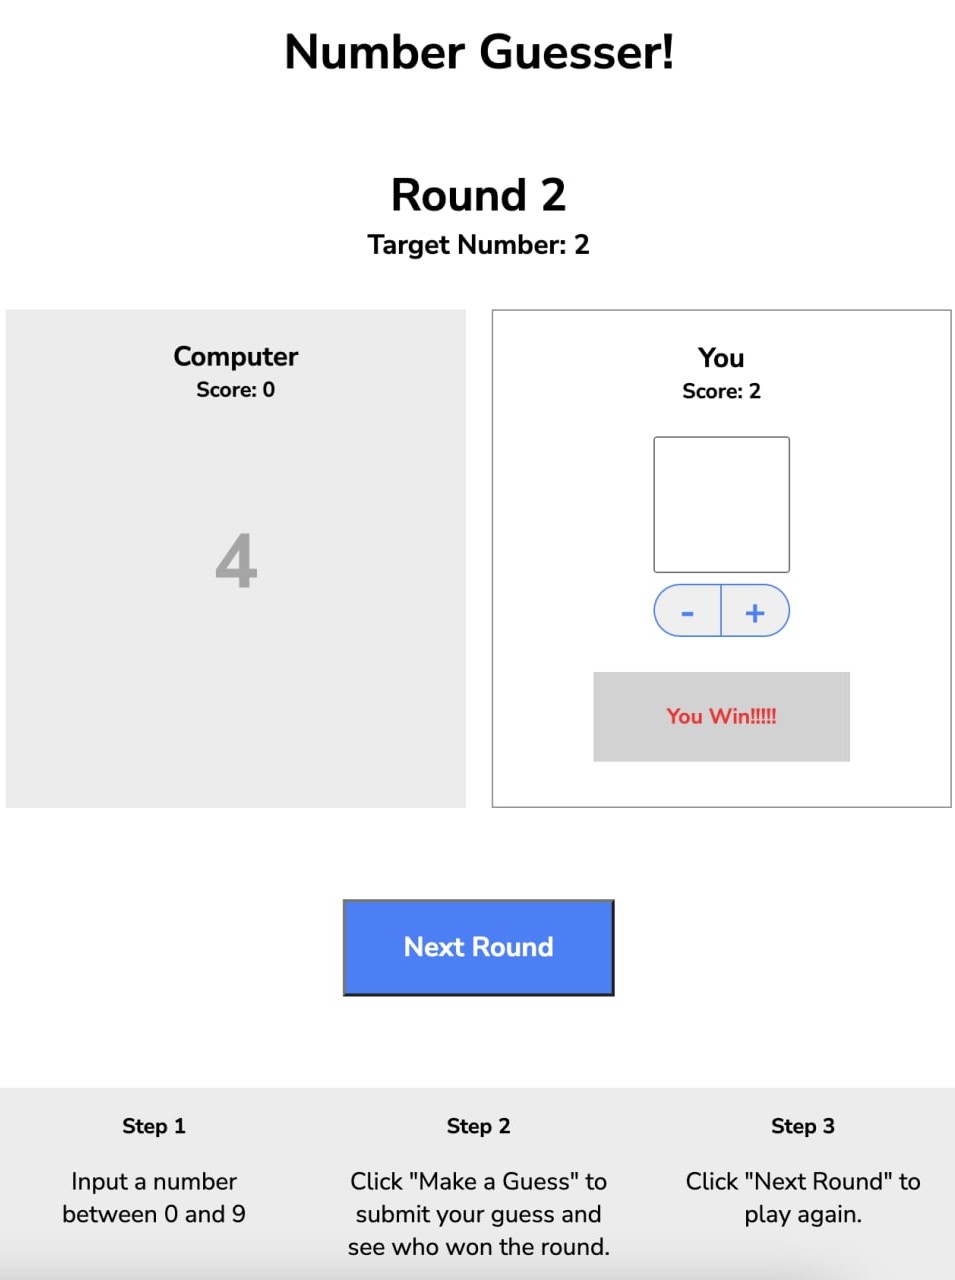 Number Guesser!
Round 2
Target Number: 2
Computer
Score: 0
4
You
Score: 2
-
+
You Win!!!!!
Next Round
Step 1
Input a number
between 0 and 9
Step 2
Click "Make a Guess" to
submit your guess and
see who won the round.
Step 3
Click "Next Round" to
play again.